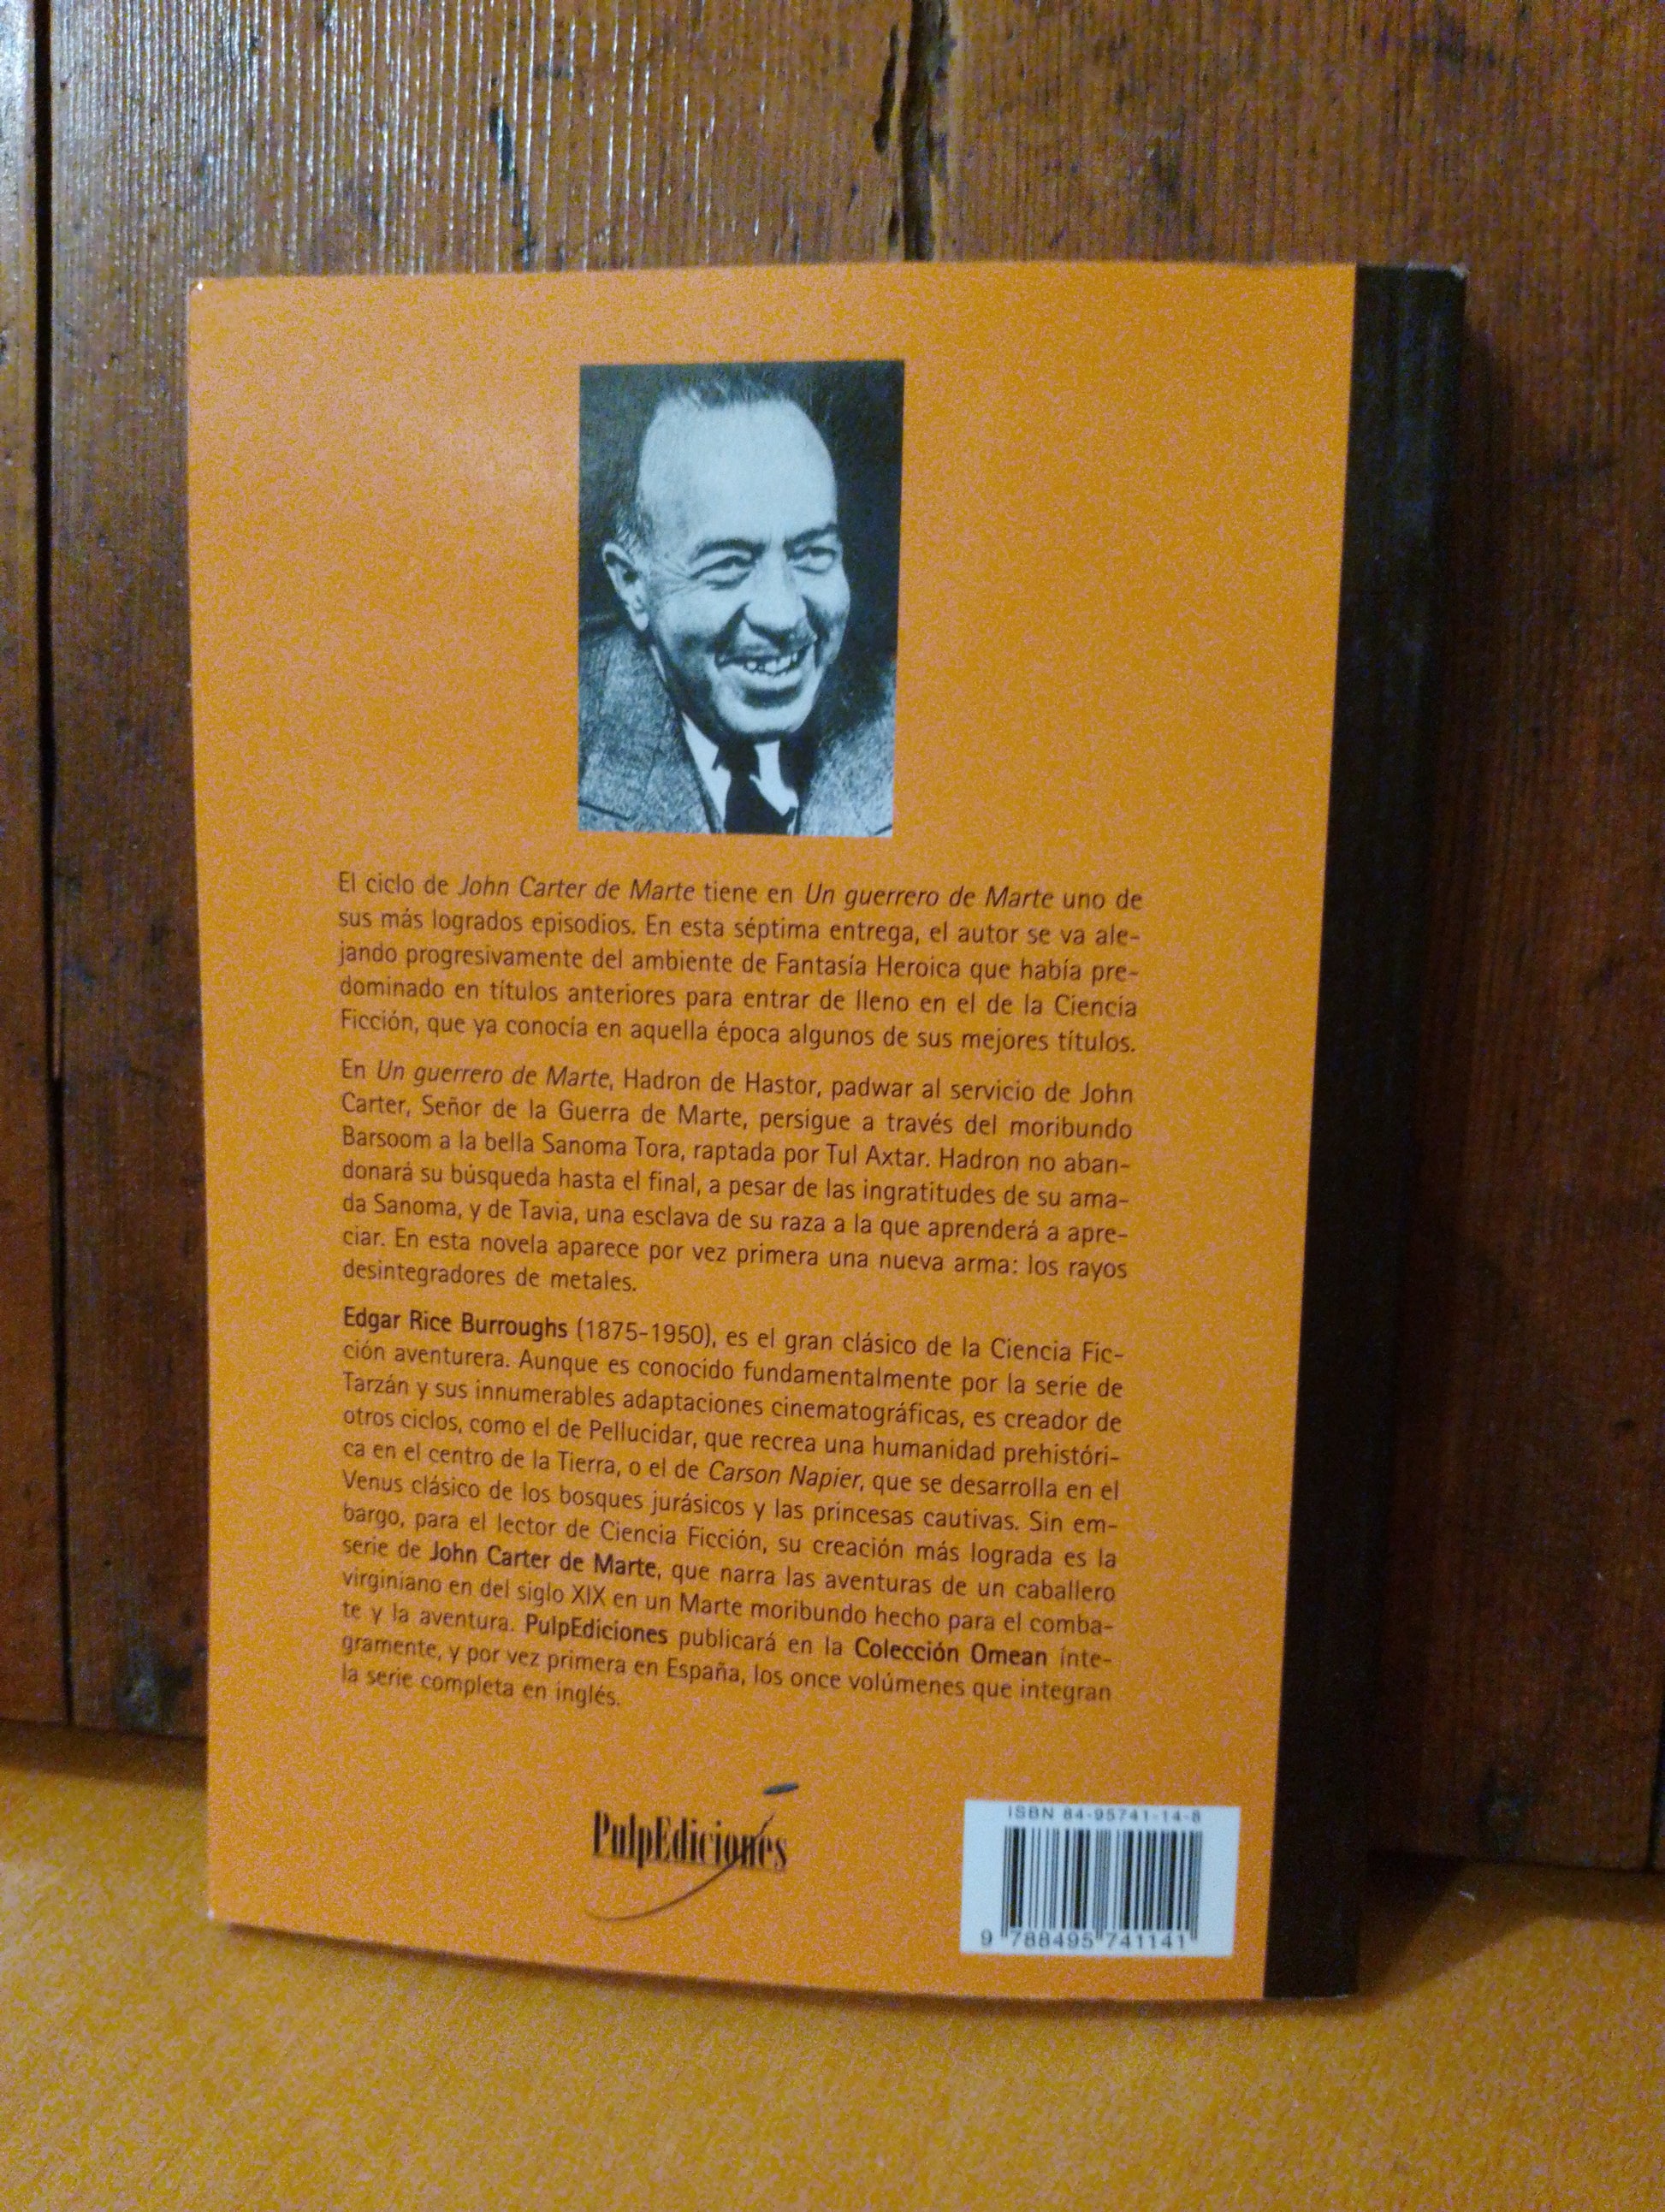 El ciclo de John Carter de Marte tiene en Un guerrero de Marte uno de
sus más logrados episodios. En esta séptima entrega, el autor se va ale-
jando progresivamente del ambiente de Fantasía Heroica que había pre-
dominado en títulos anteriores para entrar de lleno en el de la Ciencia
Ficción, que ya conocía en aquella época algunos de sus mejores títulos.
En Un guerrero de Marte, Hadron de Hastor, padwar al servicio de John
Carter, Señor de la Guerra de Marte, persigue a través del moribundo
Barsoom a la bella Sanoma Tora, raptada por Tul Axtar. Hadron no aban-
donará su búsqueda hasta el final, a pesar de las ingratitudes de su ama-
da Sanoma, y de Tavia, una esclava de su raza a la que aprenderá a apre-
ciar. En esta novela aparece por vez primera una nueva arma: los rayos
desintegradores de metales.
Edgar Rice Burroughs (1875-1950), es el gran clásico de la Ciencia Fic-
ción aventurera. Aunque es conocido fundamentalmente por la serie de
Tarzán y sus innumerables adaptaciones cinematográficas, es creador de
otros ciclos, como el de Pellucidar, que recrea una humanidad prehistóri-
ca en el centro de la Tierra, o el de Carson Napier, que se desarrolla en el
Venus clásico de los bosques jurásicos y las princesas cautivas. Sin em-
bargo, para el lector de Ciencia Ficción, su creación más lograda es la
serie de John Carter de Marte, que narra las aventuras de un caballero
virginiano en del siglo XIX en un Marte moribundo hecho para el comba-
te y la aventura. PulpEdiciones publicará en la Colección Omean ínte-
gramente, y por vez primera en España, los once volúmenes que integran
la serie completa en inglés.
PulpEdiciones
ISBN 84-95741-14-8
9 788495 741141